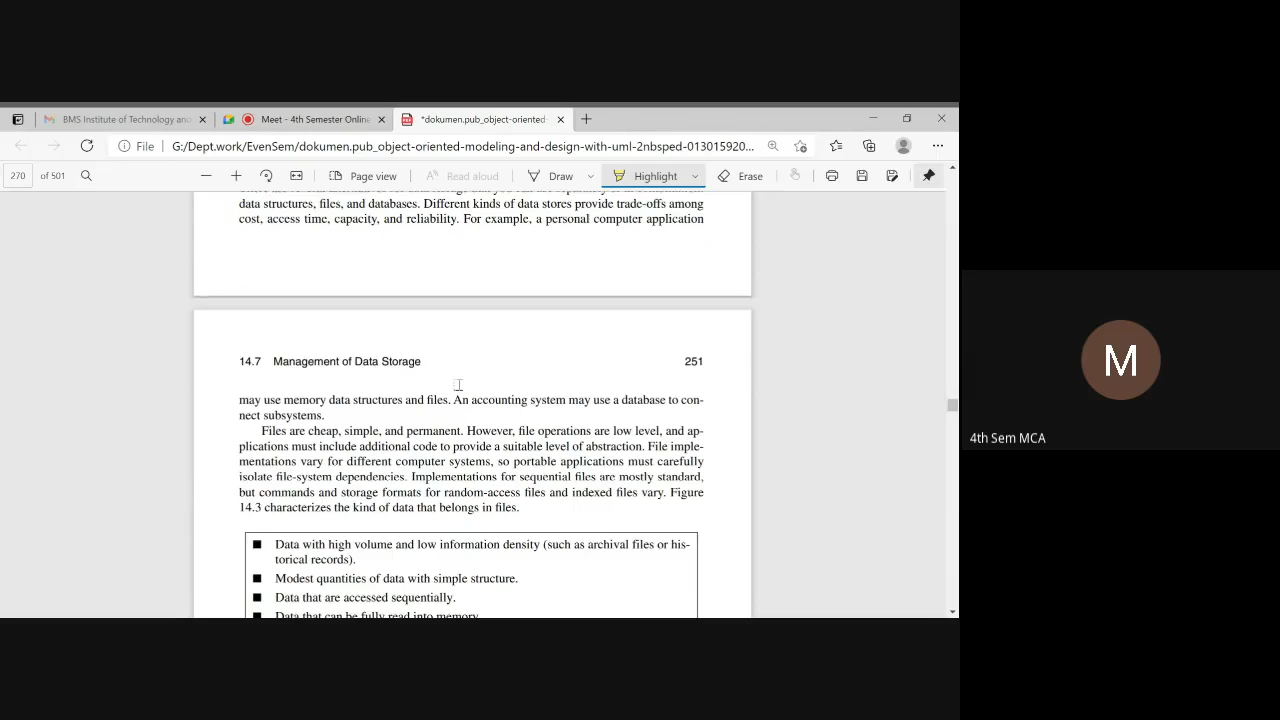 BMS Institute of Technology and
Meet - 4th Semester Online
*dokumen.pub_object-oriented-
File
G:/Dept.work/EvenSem/dokumen.pub_object-oriented-modeling-and-design-with-uml-2nbsped-013015920...
270 of 501
Page view
Read aloud
Draw
Highlight
Erase
data structures, files, and databases. Different kinds of data stores provide trade-offs among
cost, access time, capacity, and reliability. For example, a personal computer application
14.7 Management of Data Storage 251
may use memory data structures and files. An accounting system may use a database to con-
nect subsystems.
Files are cheap, simple, and permanent. However, file operations are low level, and ap-
plications must include additional code to provide a suitable level of abstraction. File imple-
mentations vary for different computer systems, so portable applications must carefully
isolate file-system dependencies. Implementations for sequential files are mostly standard,
but commands and storage formats for random-access files and indexed files vary. Figure
14.3 characterizes the kind of data that belongs in files.
■ Data with high volume and low information density (such as archival files or his-
torical records).
■ Modest quantities of data with simple structure.
■ Data that are accessed sequentially.
■ Data that can be fully read into memory.
M
4th Sem MCA